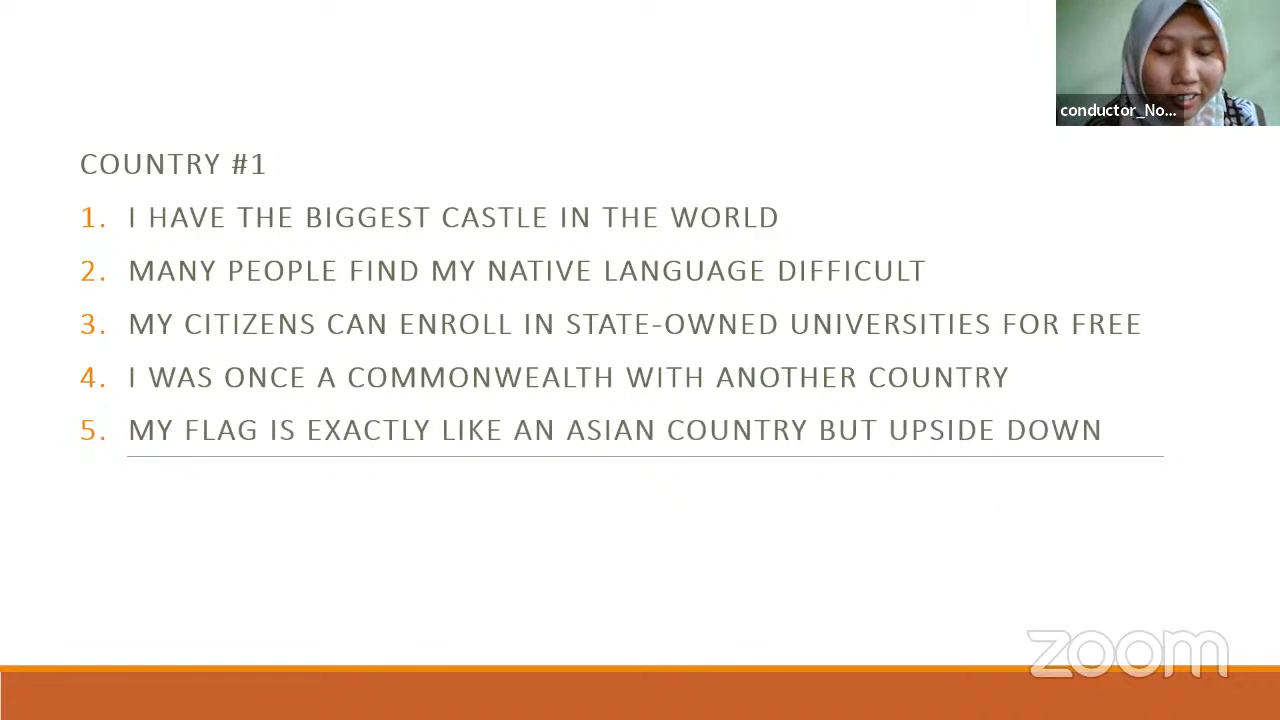 conductor_No...
COUNTRY #1
1. I HAVE THE BIGGEST CASTLE IN THE WORLD
2. MANY PEOPLE FIND MY NATIVE LANGUAGE DIFFICULT
3. MY CITIZENS CAN ENROLL IN STATE-OWNED UNIVERSITIES FOR FREE
4. I WAS ONCE A COMMONWEALTH WITH ANOTHER COUNTRY
5. MY FLAG IS EXACTLY LIKE AN ASIAN COUNTRY BUT UPSIDE DOWN
zoom